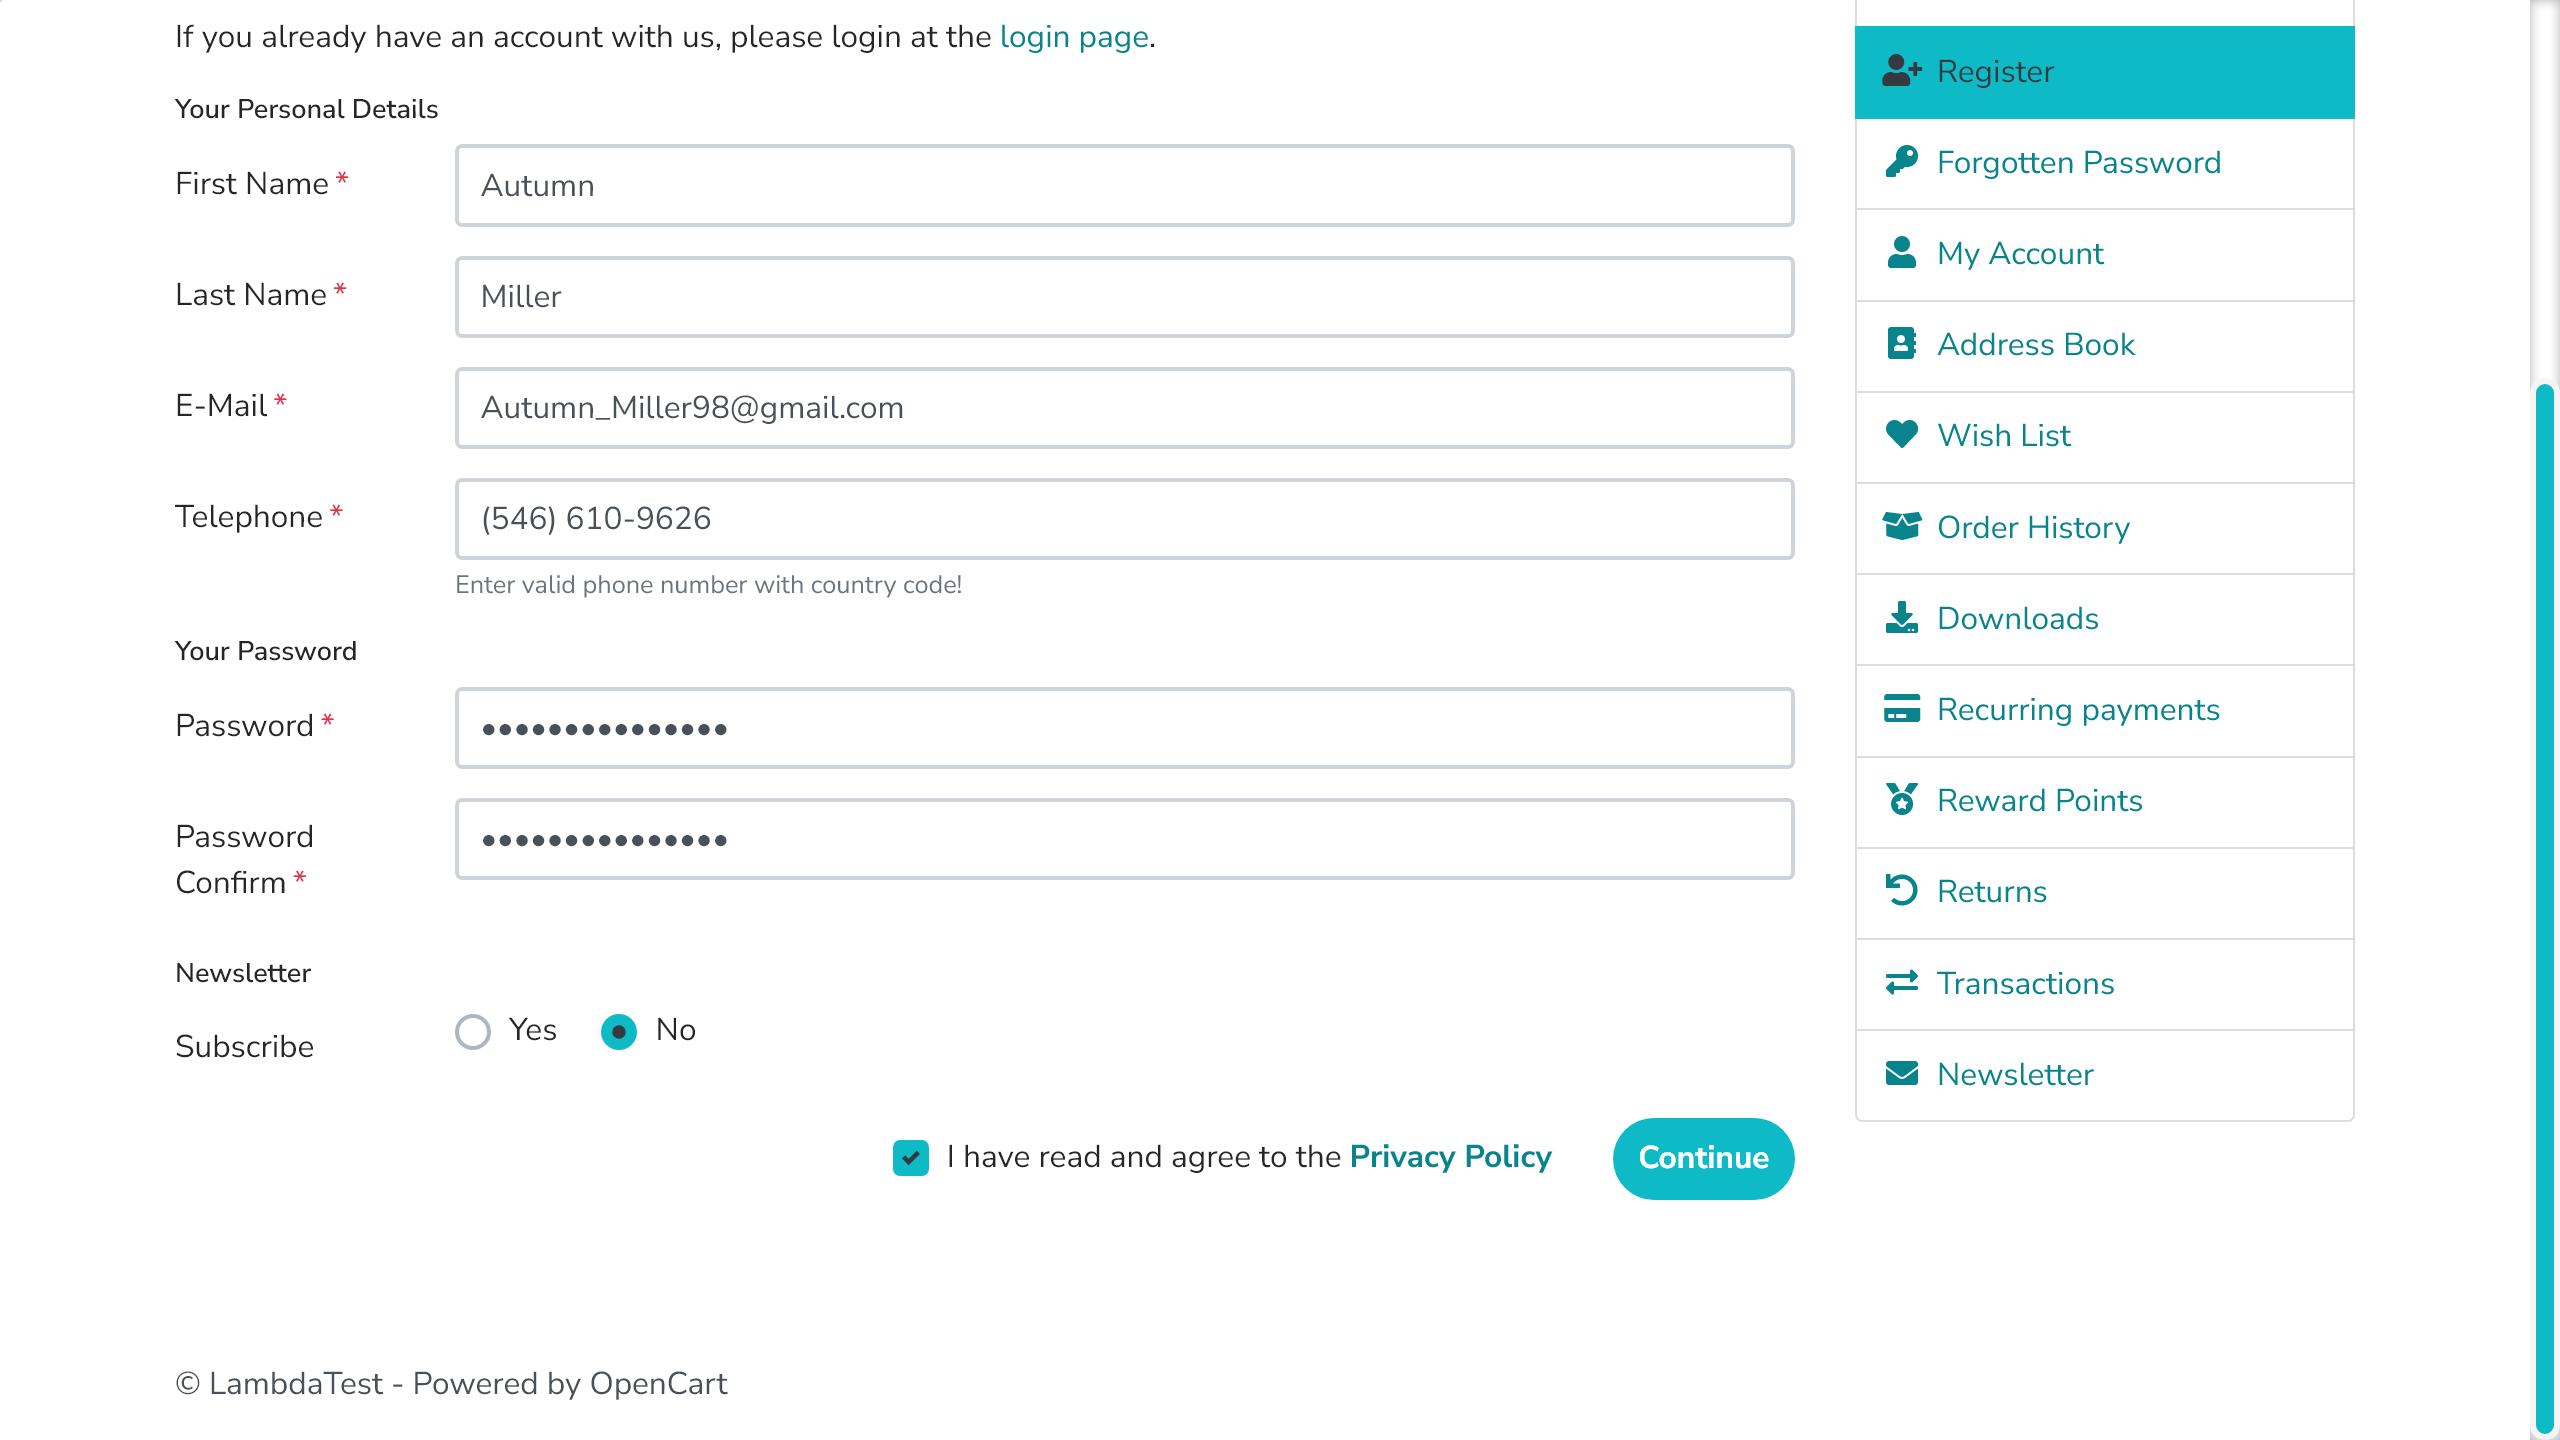 If you already have an account with us, please login at the login page.
Your Personal Details
First Name *
Autumn
Last Name *
Miller
E-Mail *
Autumn_Miller98@gmail.com
Telephone *
(546) 610-9626
Enter valid phone number with country code!
Your Password
Password *
•••••••••••••••
Password
Confirm *
•••••••••••••••
Newsletter
Subscribe
Yes
No
I have read and agree to the Privacy Policy
Continue
Register
Forgotten Password
My Account
Address Book
Wish List
Order History
Downloads
Recurring payments
Reward Points
Returns
Transactions
Newsletter
© LambdaTest - Powered by OpenCart